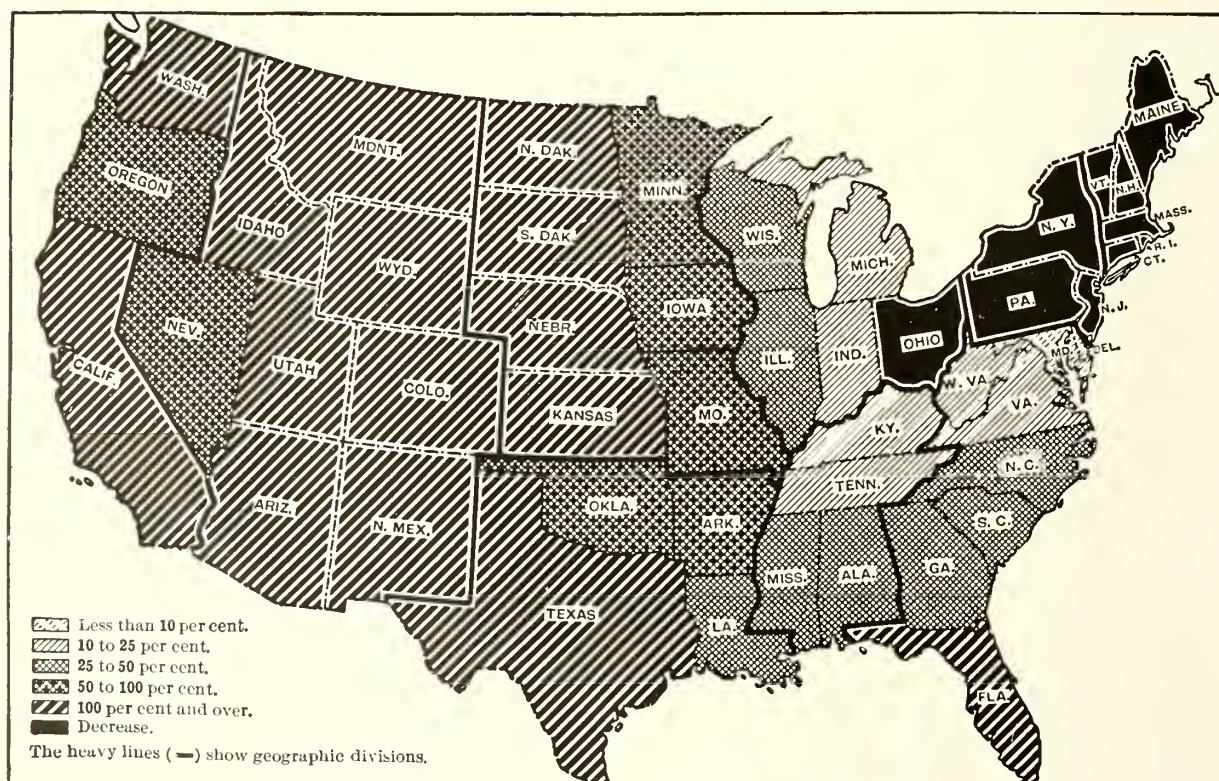 WASH.
MONT.
N. DAK.
MINN.
MAINE
OREGON
IDAHO
S. DAK.
WIS.
MICH.
VT.
N.H.
N. Y.
MASS.
R. I.
CT.
WYO.
NEBR.
IOWA
PA.
N. J.
NEV.
UTAH
COLO.
KANSAS
MO.
ILL.
IND.
OHIO
W. VA.
MD.
DEL.
VA.
CALIF.
KY.
ARIZ.
N. MEX.
OKLA.
ARK.
TENN.
N. C.
S. C.
TEXAS
LA.
MISS.
ALA.
GA.
FLA.
Less than 10 per cent.
10 to 25 per cent.
25 to 50 per cent.
50 to 100 per cent.
100 per cent and over.
Decrease.
The heavy lines (▬) show geographic divisions.